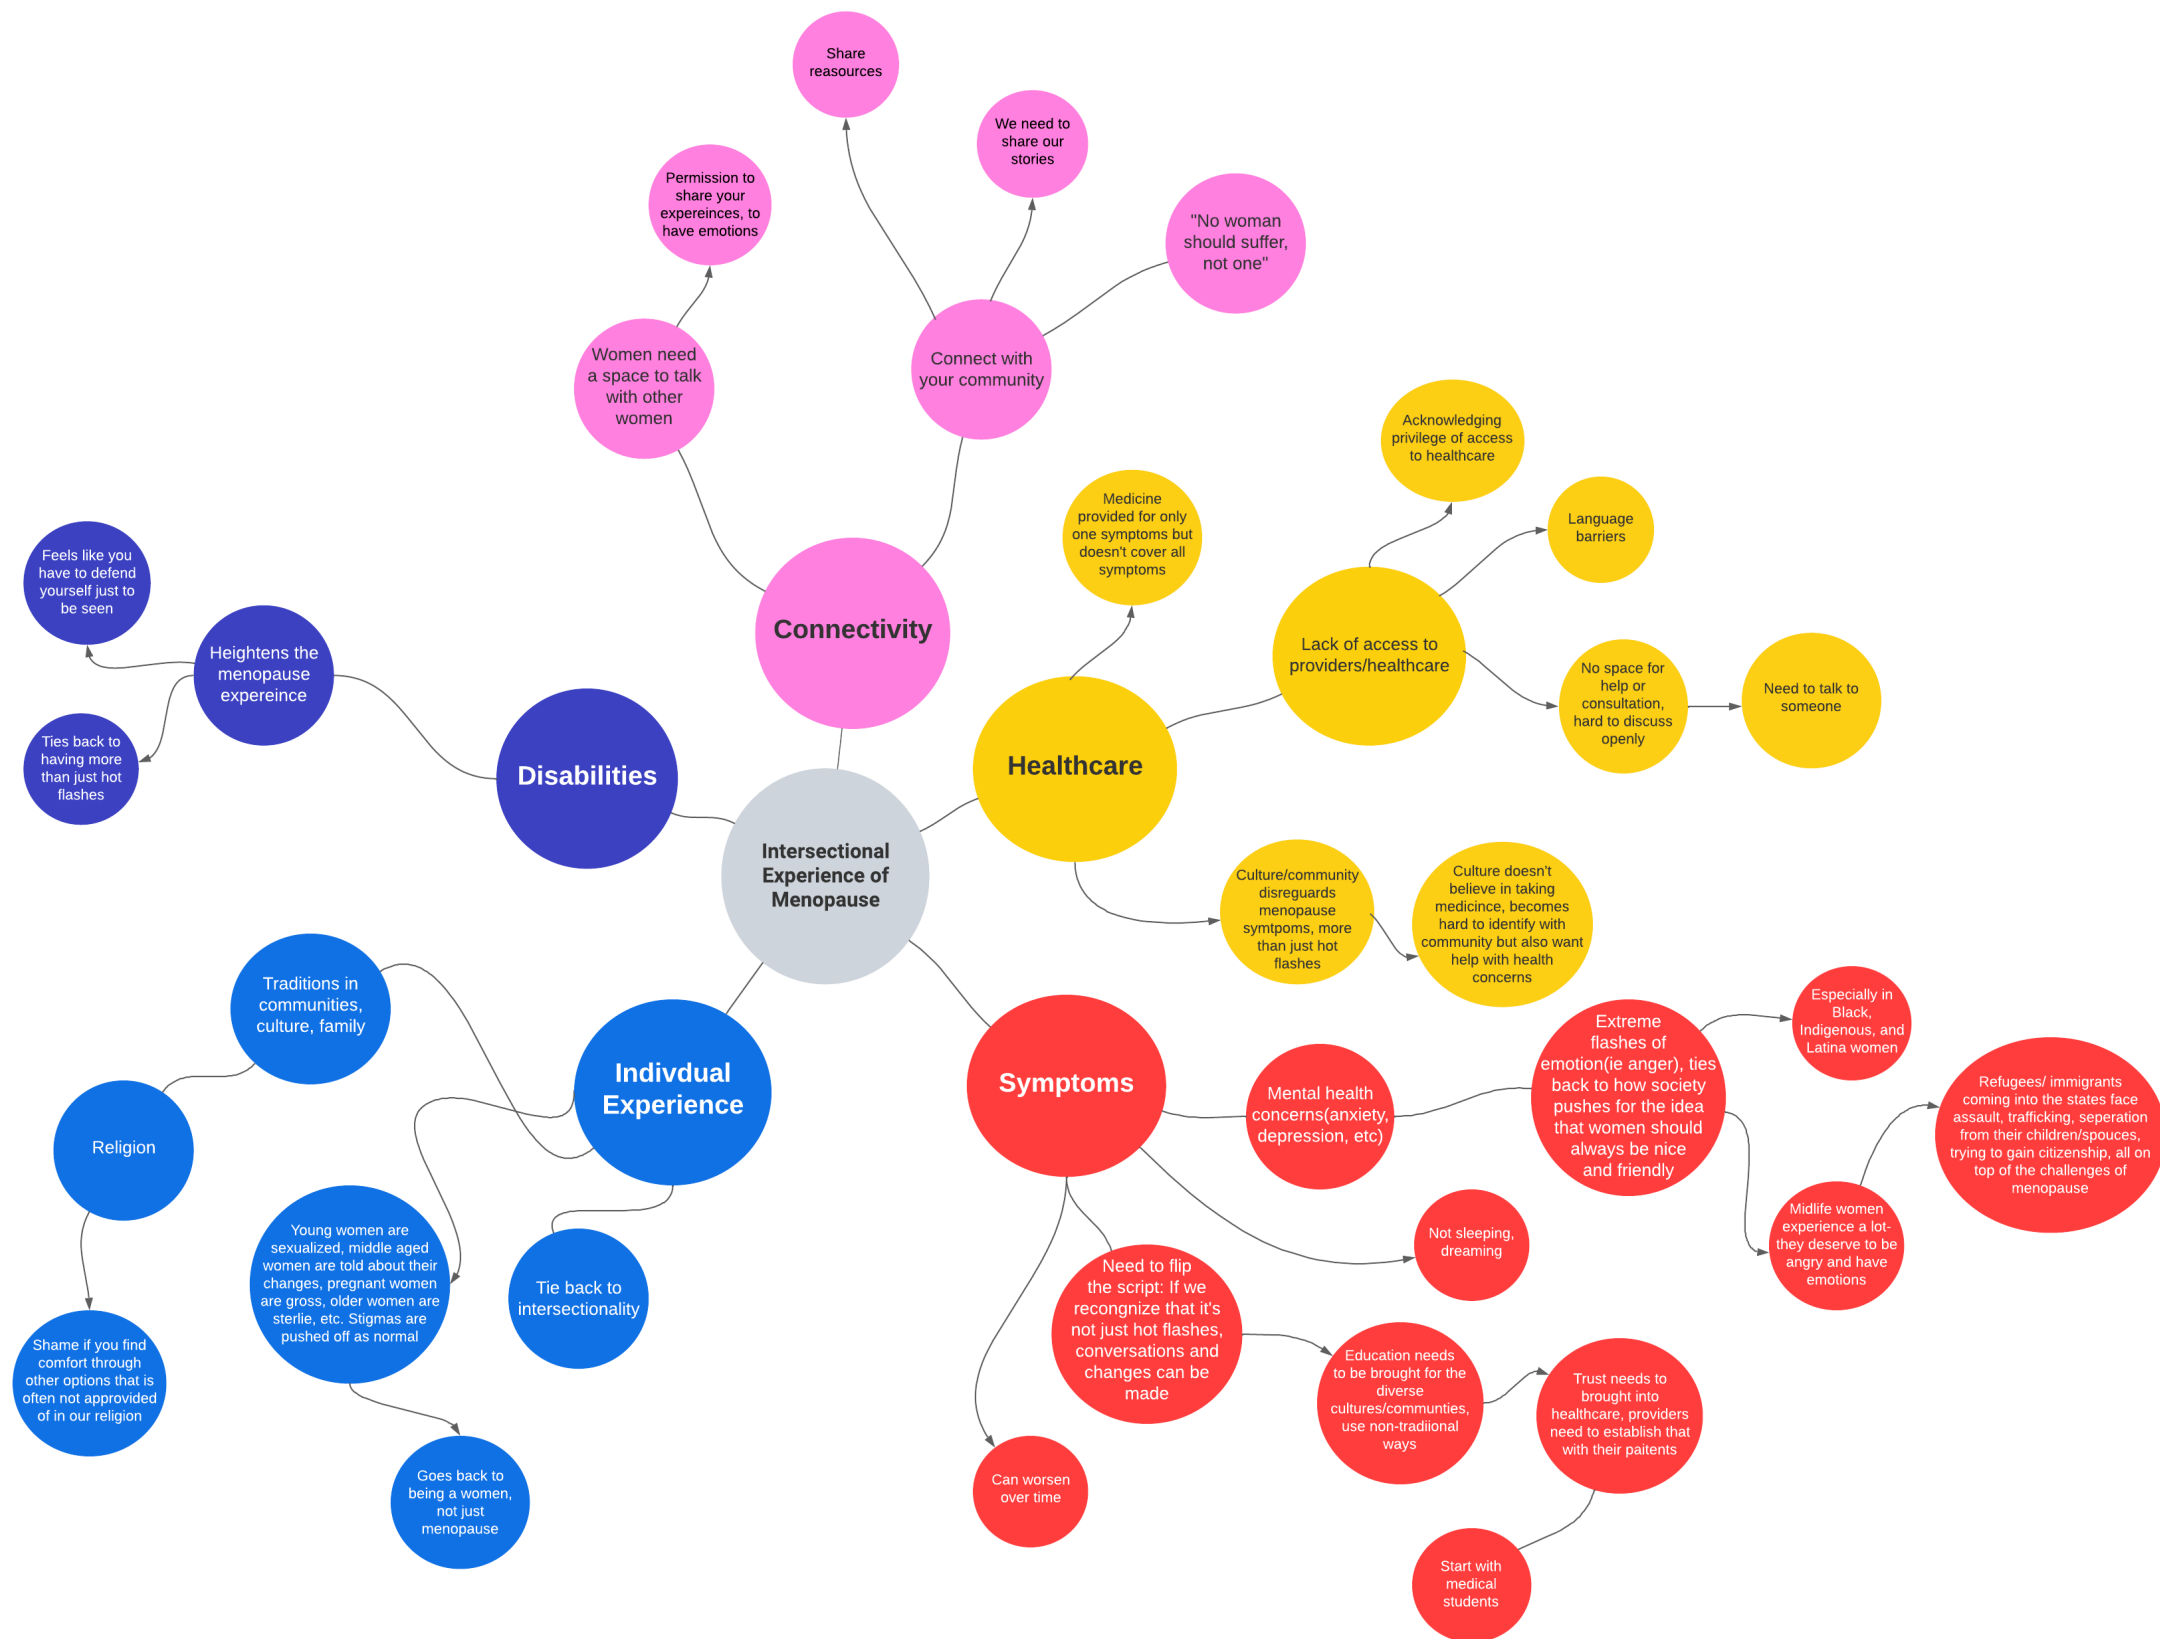 Share
reasources
We need to
share our
stories
Permission to
share your
expereinces, to
have emotions
"No woman
should suffer,
not one"
Women need
a space to talk
with other
women
Connect with
your community
Connectivity
Acknowledging
privilege of access
to healthcare
Medicine
provided for only
one symptoms but
doesn't cover all
symptoms
Language
barriers
Lack of access to
providers/healthcare
No space for
help or
consultation,
hard to discuss
openly
Need to talk to
someone
Healthcare
Culture/community
disreguards
menopause
symtpoms, more
than just hot
flashes
Culture doesn't
believe in taking
medicince, becomes
hard to identify with
community but also want
help with health
concerns
Feels like you
have to defend
yourself just to
be seen
Heightens the
menopause
expereince
Ties back to
having more
than just hot
flashes
Disabilities
Intersectional
Experience of
Menopause
Traditions in
communities,
culture, family
Indivdual
Experience
Religion
Young women are
sexualized, middle aged
women are told about their
changes, pregnant women
are gross, older women are
sterlie, etc. Stigmas are
pushed off as normal
Tie back to
intersectionality
Shame if you find
comfort through
other options that is
often not approvided
of in our religion
Goes back to
being a women,
not just
menopause
Symptoms
Mental health
concerns(anxiety,
depression, etc)
Extreme
flashes of
emotion(ie anger), ties
back to how society
pushes for the idea
that women should
always be nice
and friendly
Especially in
Black,
Indigenous, and
Latina women
Refugees/ immigrants
coming into the states face
assault, trafficking, seperation
from their children/spouces,
trying to gain citizenship, all on
top of the challenges of
menopause
Midlife women
experience a lot-
they deserve to be
angry and have
emotions
Not sleeping,
dreaming
Need to flip
the script: If we
recongnize that it's
not just hot flashes,
conversations and
changes can be
made
Education needs
to be brought for the
diverse
cultures/communties,
use non-tradiional
ways
Trust needs to
brought into
healthcare, providers
need to establish that
with their paitents
Can worsen
over time
Start with
medical
students